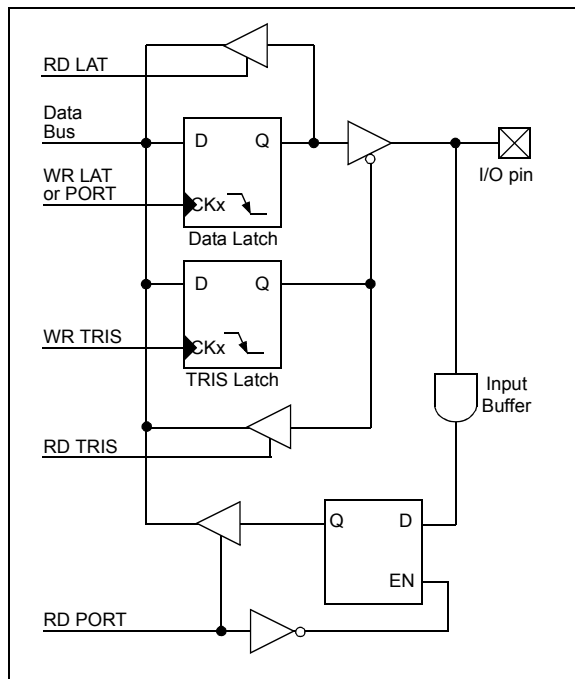 RD LAT
Data
Bus
D Q
WR LAT
or PORT
CKx
I/O pin
Data Latch
D Q
WR TRIS
CKx
TRIS Latch
Input
Buffer
RD TRIS
Q D
EN
RD PORT